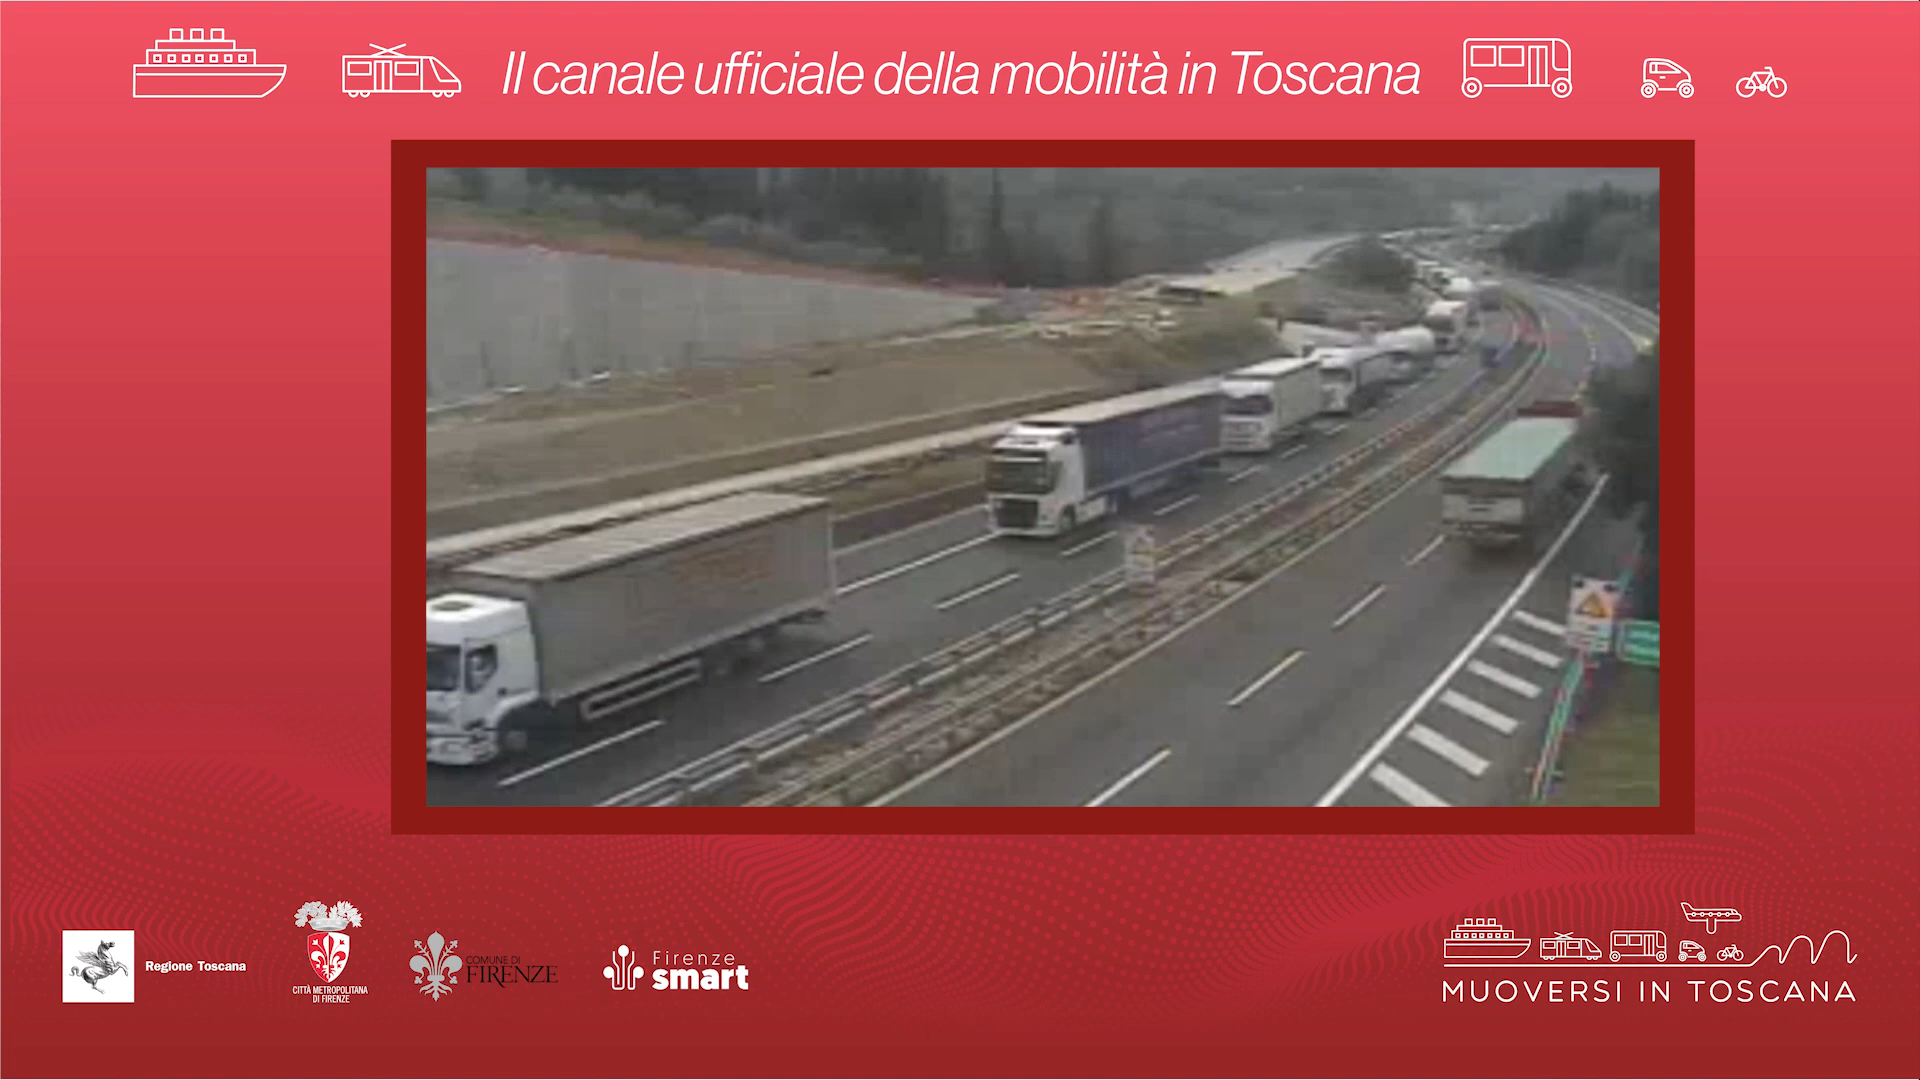 Il canale ufficiale della mobilità in Toscana
Regione Toscana
CITTÀ METROPOLITANA
DI FIRENZE
COMUNE DI
FIRENZE
Firenze
smart
MUOVERSI IN TOSCANA